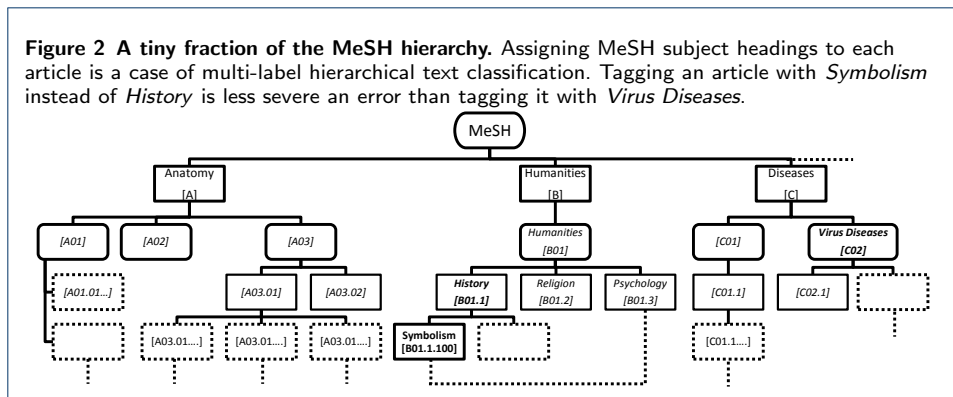 Figure 2 A tiny fraction of the MeSH hierarchy. Assigning MeSH subject headings to each
article is a case of multi-label hierarchical text classification. Tagging an article with Symbolism
instead of History is less severe an error than tagging it with Virus Diseases.
MeSH
Anatomy
[A]
Humanities
[B]
Diseases
[C]
[A01]
[A02]
[A03]
Humanities
[B01]
[C01]
Virus Diseases
[C02]
[A01.01...]
[A03.01]
[A03.02]
History
[B01.1]
Religion
[B01.2]
Psychology
[B01.3]
[C01.1]
[C02.1]
[A03.01....]
[A03.01....]
[A03.01....]
Symbolism
[B01.1.100]
[C01.1....]